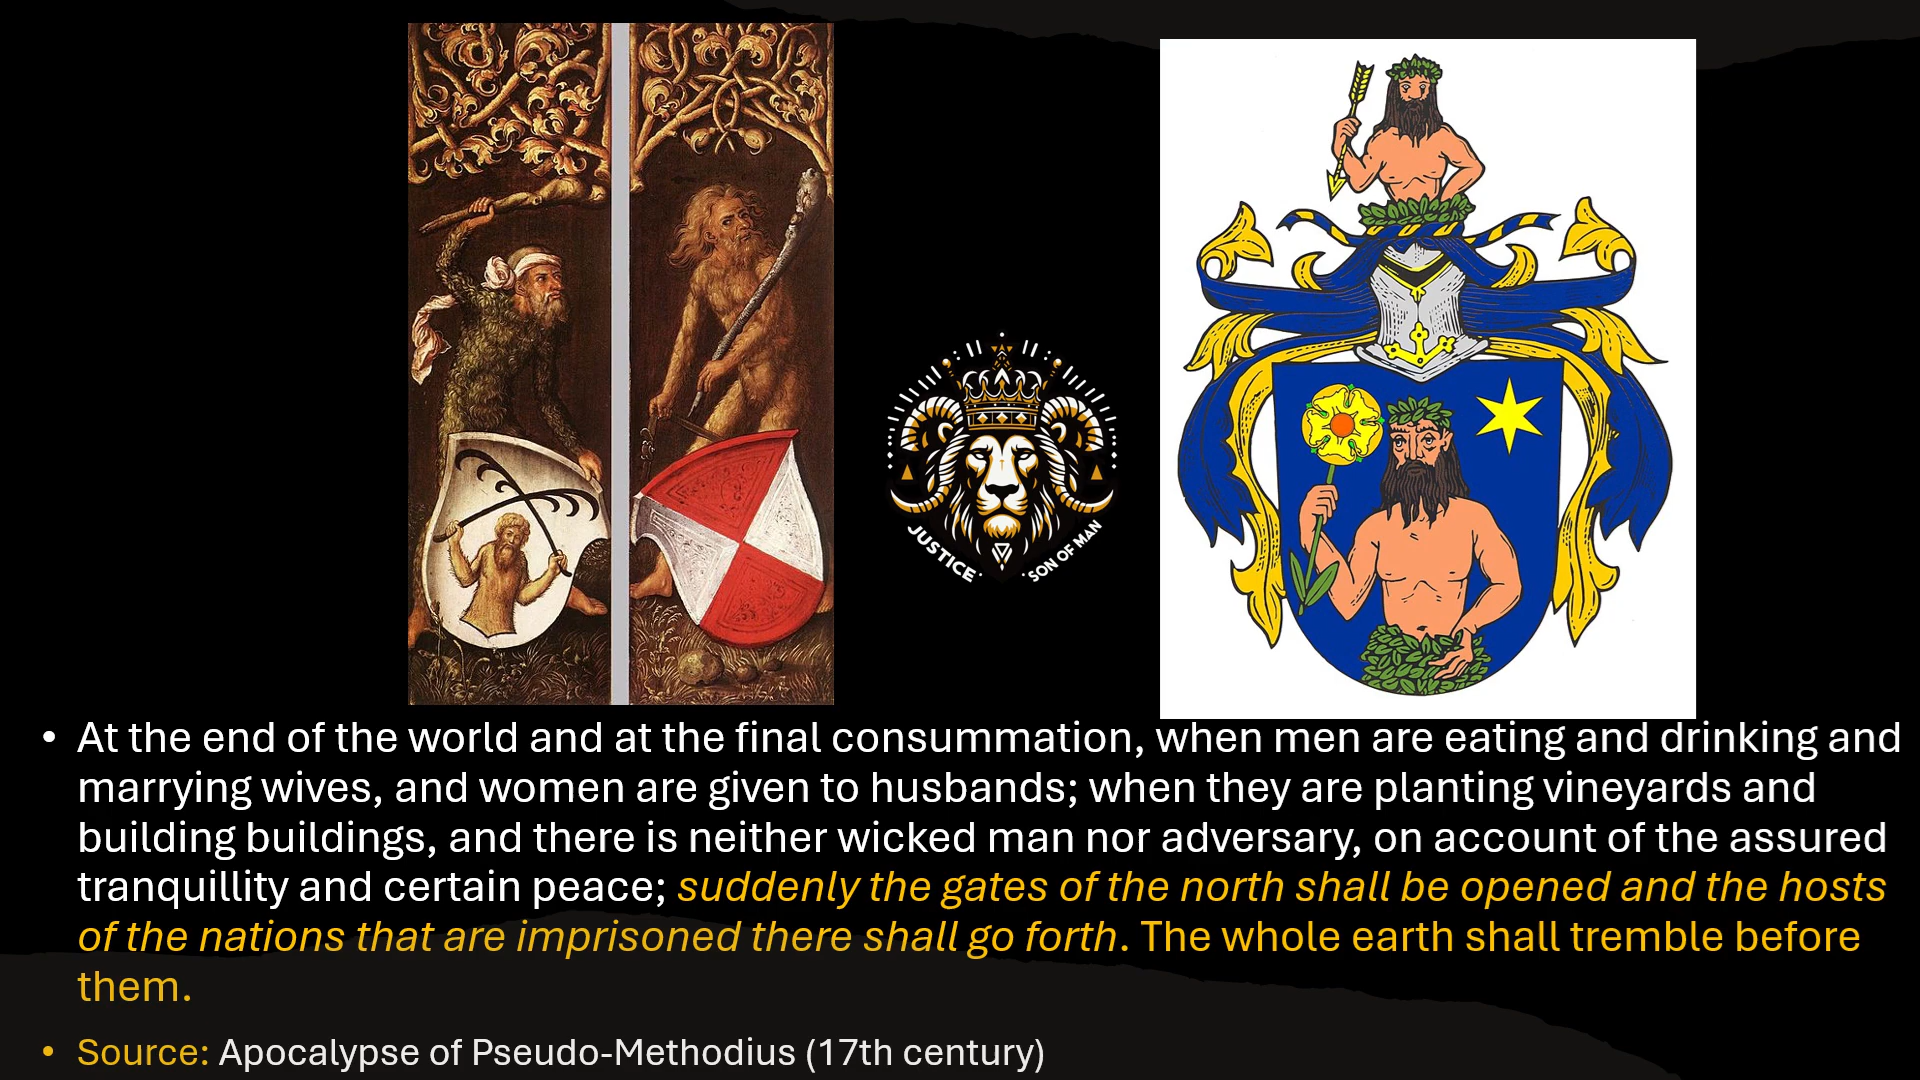 JUSTICE
SON OF MAN
• At the end of the world and at the final consummation, when men are eating and drinking and
marrying wives, and women are given to husbands; when they are planting vineyards and
building buildings, and there is neither wicked man nor adversary, on account of the assured
tranquillity and certain peace; suddenly the gates of the north shall be opened and the hosts
of the nations that are imprisoned there shall go forth. The whole earth shall tremble before
them.
• Source: Apocalypse of Pseudo-Methodius (17th century)